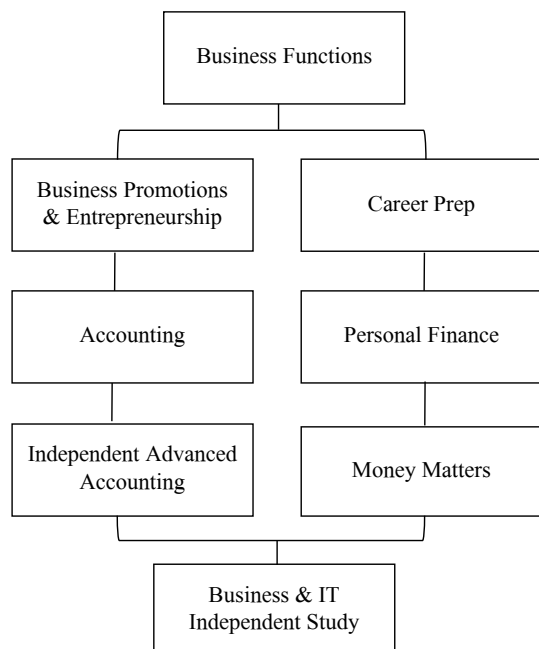 Business Functions
Business Promotions
& Entrepreneurship
Career Prep
Accounting
Personal Finance
Independent Advanced
Accounting
Money Matters
Business & IT
Independent Study